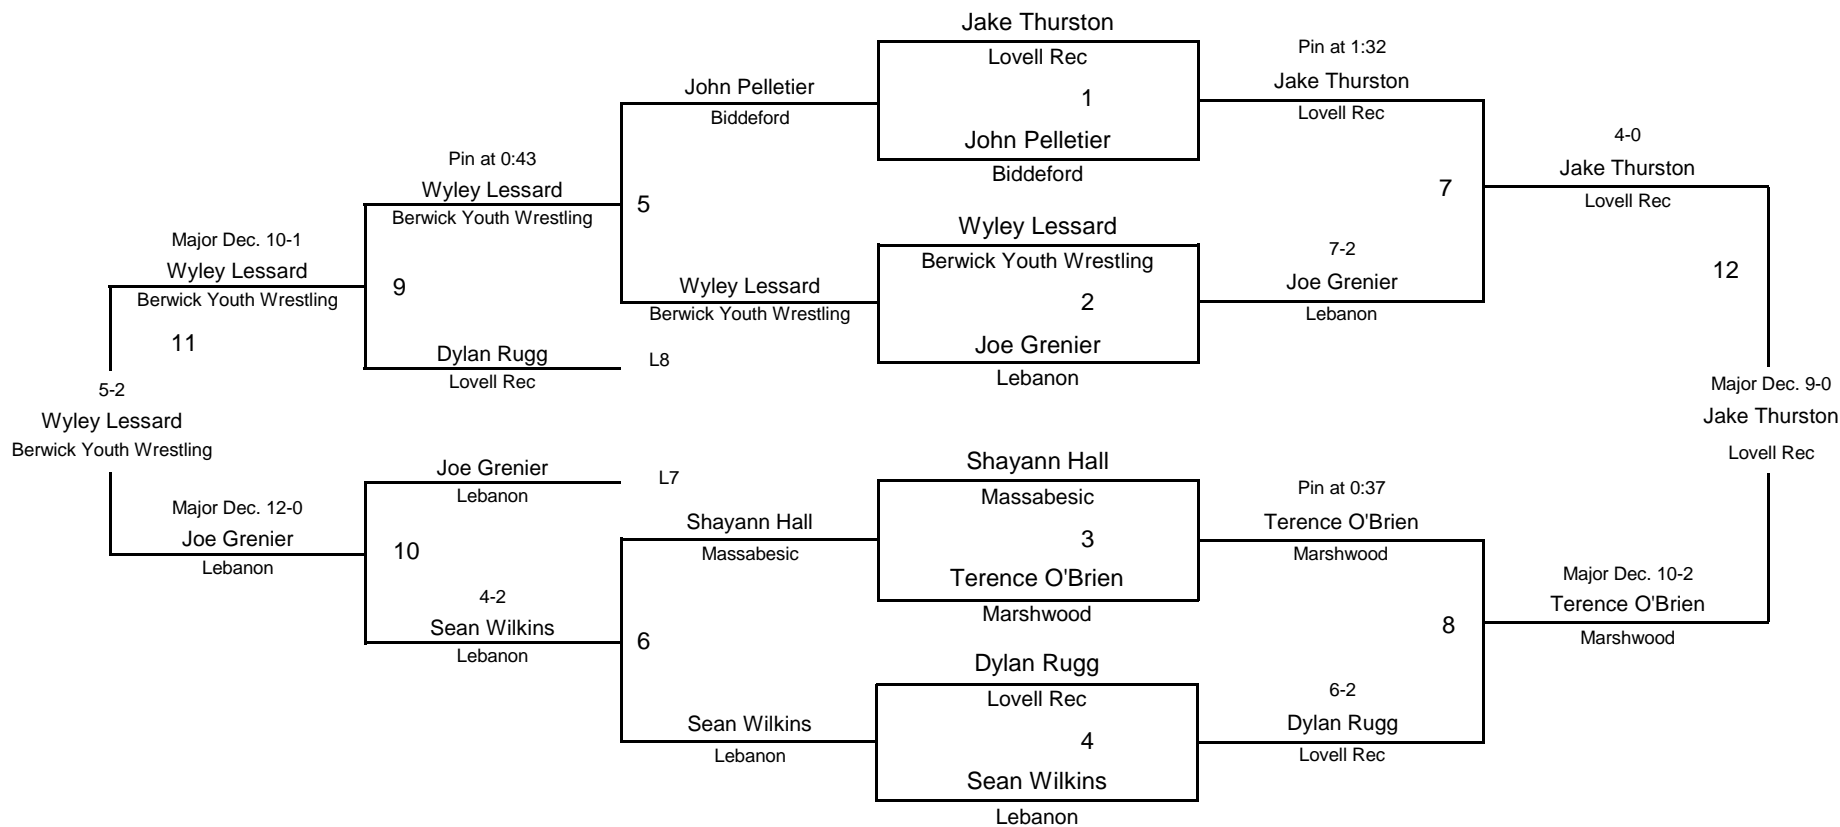 Jake Thurston
Lovell Rec
1
John Pelletier
Biddeford
Pin at 1:32
Jake Thurston
Lovell Rec
John Pelletier
Biddeford
4-0
Jake Thurston
Lovell Rec
Pin at 0:43
Wyley Lessard
Berwick Youth Wrestling
5
7
Wyley Lessard
Berwick Youth Wrestling
2
Joe Grenier
Lebanon
7-2
Joe Grenier
Lebanon
12
Major Dec. 10-1
Wyley Lessard
Berwick Youth Wrestling
9
Wyley Lessard
Berwick Youth Wrestling
11
Dylan Rugg
Lovell Rec
L8
5-2
Wyley Lessard
Berwick Youth Wrestling
Major Dec. 9-0
Jake Thurston
Lovell Rec
Joe Grenier
Lebanon
L7
Shayann Hall
Massabesic
3
Terence O'Brien
Marshwood
Pin at 0:37
Terence O'Brien
Marshwood
Major Dec. 12-0
Joe Grenier
Lebanon
10
Shayann Hall
Massabesic
4-2
Sean Wilkins
Lebanon
6
8
Major Dec. 10-2
Terence O'Brien
Marshwood
Dylan Rugg
Lovell Rec
4
Sean Wilkins
Lebanon
6-2
Dylan Rugg
Lovell Rec
Sean Wilkins
Lebanon